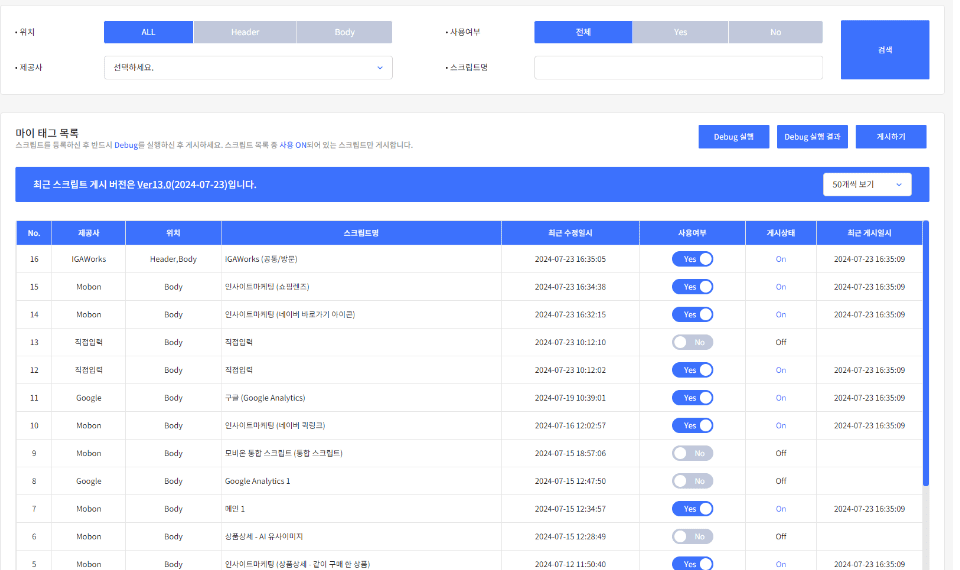 • 위치 ALL Header Body • 사용여부 전체 Yes No 검색
• 제공사 선택하세요. • 스크립트명
마이 태그 목록
스크립트를 등록하신 후 반드시 Debug를 실행하신 후 게시하세요. 스크립트 목록 중 사용 ON되어 있는 스크립트만 게시합니다.
Debug 실행 Debug 실행 결과 게시하기
최근 스크립트 게시 버전은 Ver13.0(2024-07-23)입니다. 50개씩 보기
No. 제공사 위치 스크립트명 최근 수정일시 사용여부 게시상태 최근 게시일시
16 IGAWorks Header,Body IGAWorks (공통/방문) 2024-07-23 16:35:05 Yes On 2024-07-23 16:35:09
15 Mobon Body 인사이트마케팅 (쇼핑렌즈) 2024-07-23 16:34:38 Yes On 2024-07-23 16:35:09
14 Mobon Body 인사이트마케팅 (네이버 바로가기 아이콘) 2024-07-23 16:32:15 Yes On 2024-07-23 16:35:09
13 직접입력 Body 직접입력 2024-07-23 10:12:10 No Off
12 직접입력 Body 직접입력 2024-07-23 10:12:02 Yes On 2024-07-23 16:35:09
11 Google Body 구글 (Google Analytics) 2024-07-19 10:39:01 Yes On 2024-07-23 16:35:09
10 Mobon Body 인사이트마케팅 (네이버 퀵링크) 2024-07-16 12:02:57 Yes On 2024-07-23 16:35:09
9 Mobon Body 모비온 통합 스크립트 (통합 스크립트) 2024-07-15 18:57:06 No Off
8 Google Body Google Analytics 1 2024-07-15 12:47:50 No Off
7 Mobon Body 메인 1 2024-07-15 12:34:57 Yes On 2024-07-23 16:35:09
6 Mobon Body 상품상세 - AI 유사이미지 2024-07-15 12:28:49 No Off
5 Mobon Body 인사이트마케팅 (상품상세 - 같이 구매 한 상품) 2024-07-12 11:50:40 Yes On 2024-07-23 16:35:09